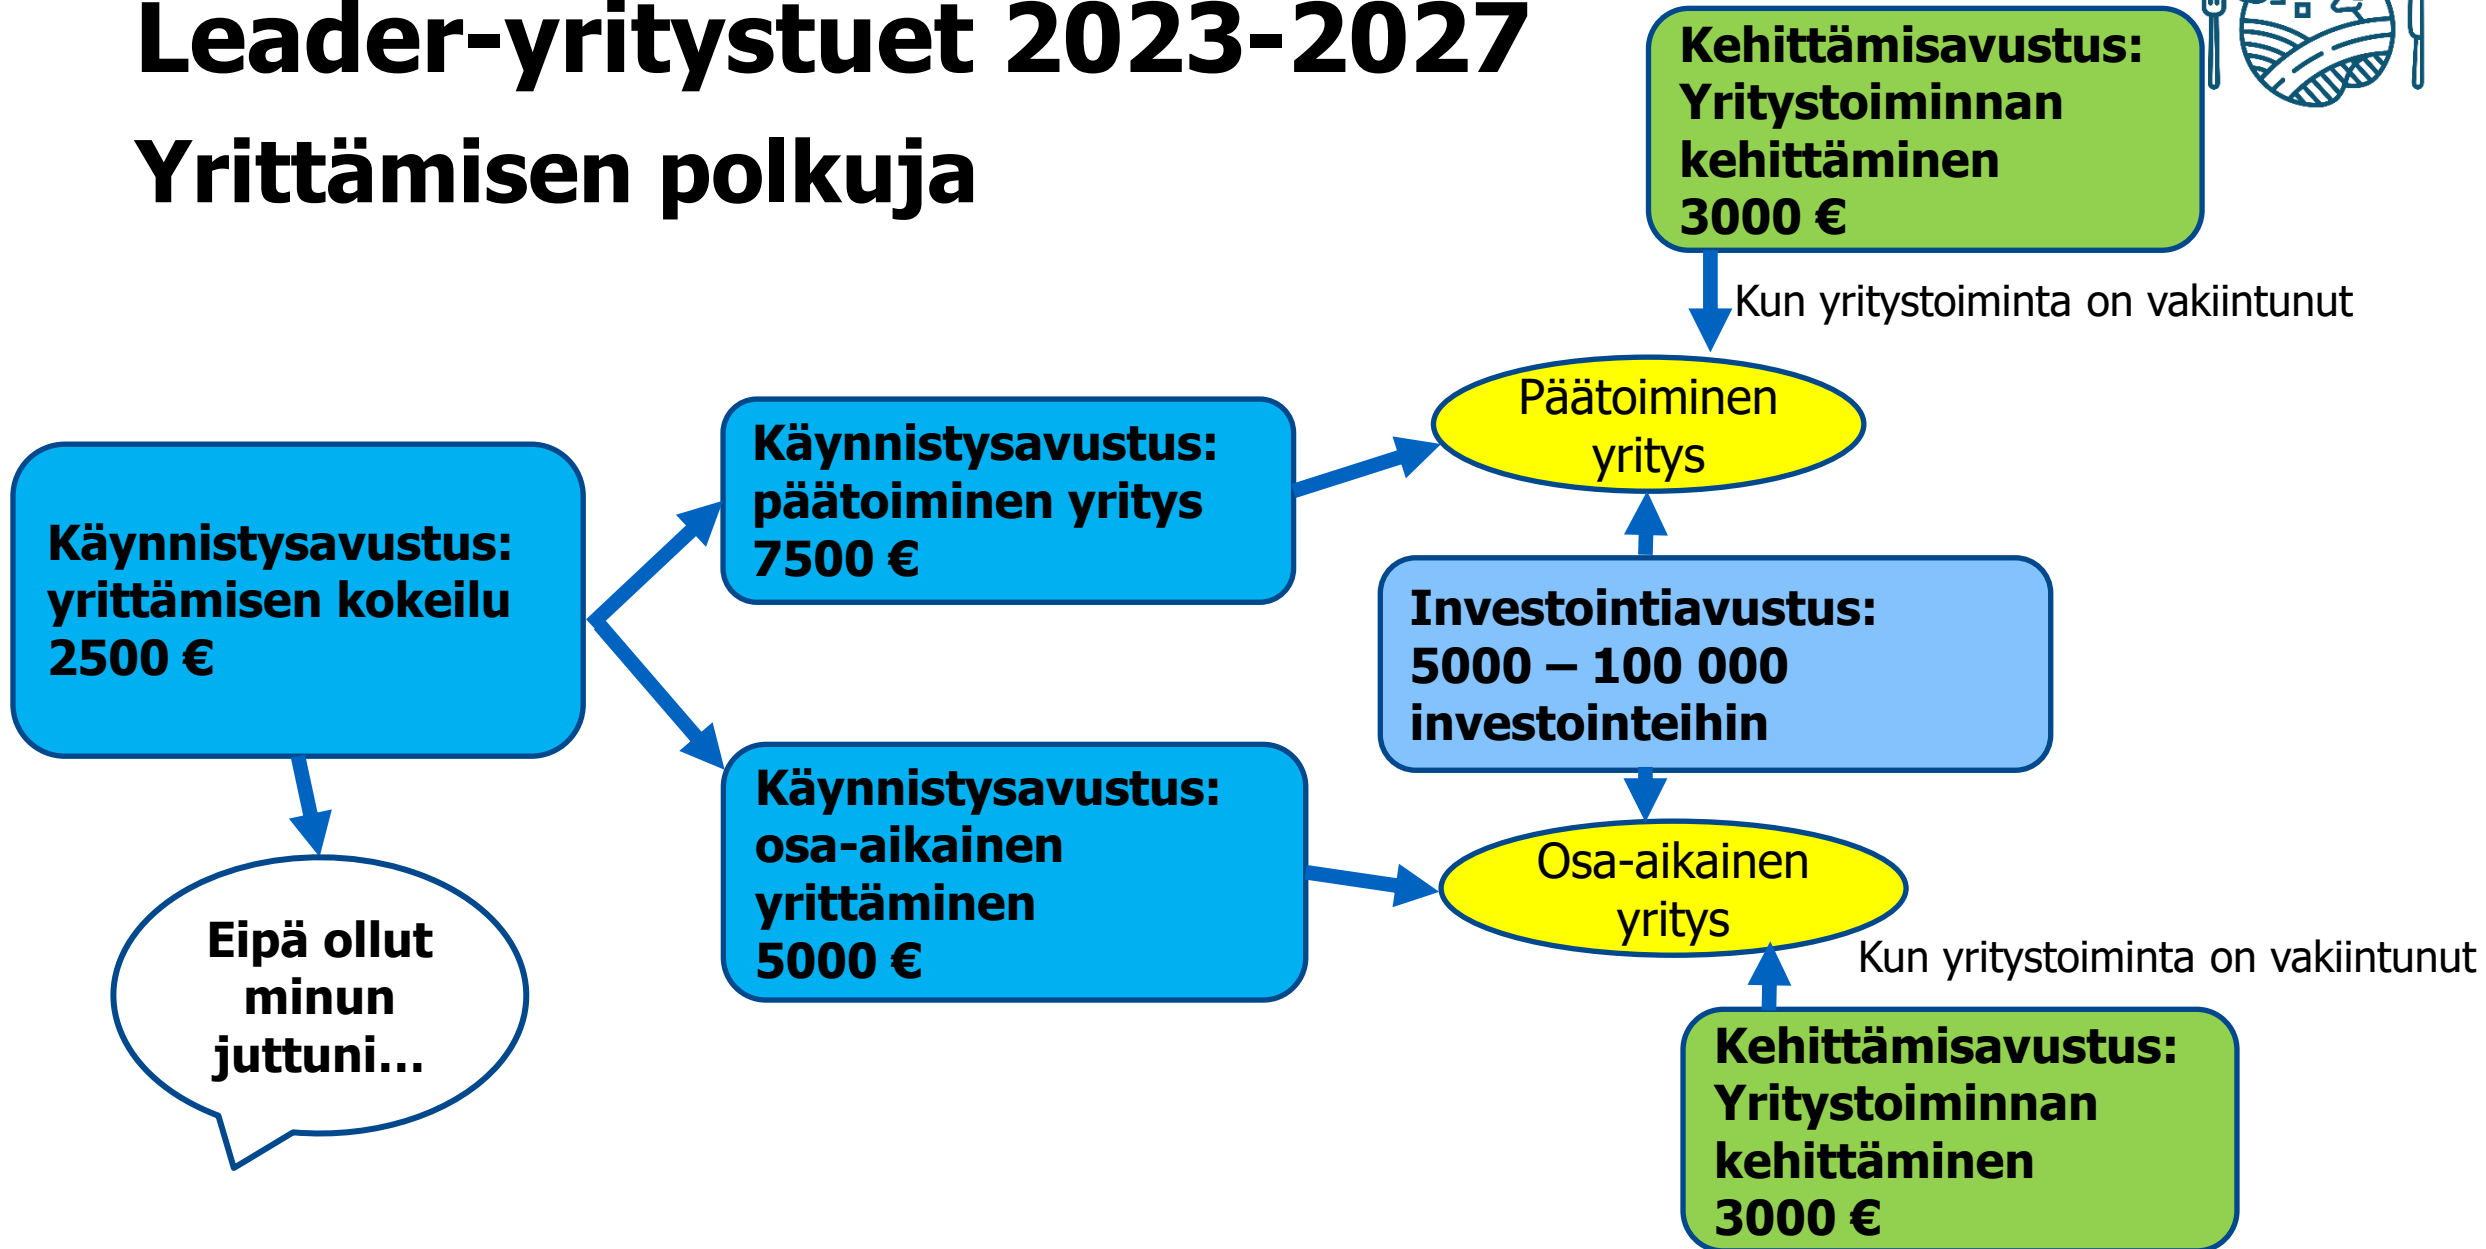 Leader-yritystuet 2023-2027
Yrittämisen polkuja
Kehittämisavustus:
Yritystoiminnan
kehittäminen
3000 €
Kun yritystoiminta on vakiintunut
Päätoiminen
yritys
Käynnistysavustus:
päätoiminen yritys
7500 €
Käynnistysavustus:
yrittämisen kokeilu
2500 €
Investointiavustus:
5000 – 100 000
investointeihin
Käynnistysavustus:
osa-aikainen
yrittäminen
5000 €
Osa-aikainen
yritys
Eipä ollut
minun
juttuni...
Kun yritystoiminta on vakiintunut
Kehittämisavustus:
Yritystoiminnan
kehittäminen
3000 €